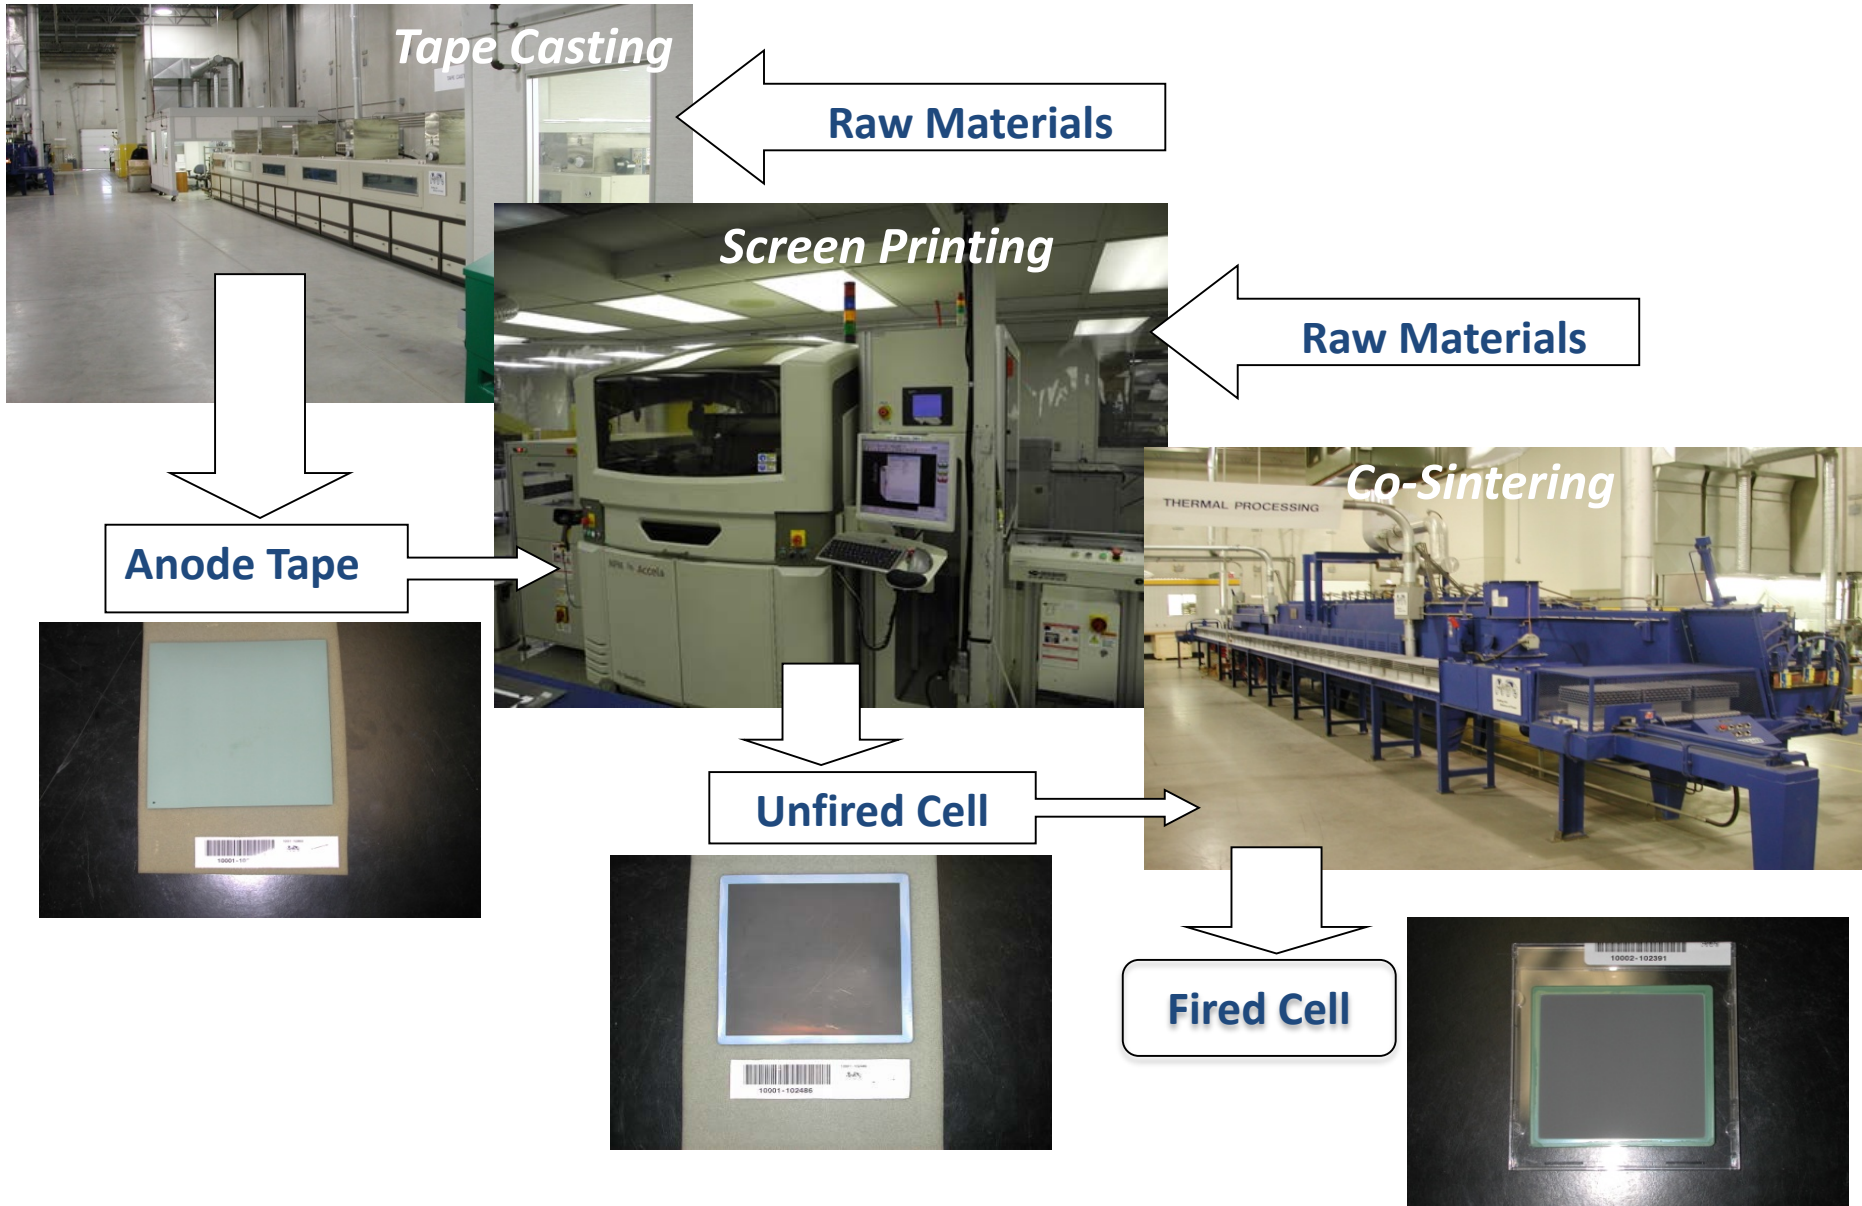 Tape Casting
Raw Materials
Screen Printing
Raw Materials
Co-Sintering
THERMAL PROCESSING
Anode Tape
Accela
Unfired Cell
10001-102486
Fired Cell
10002-102391